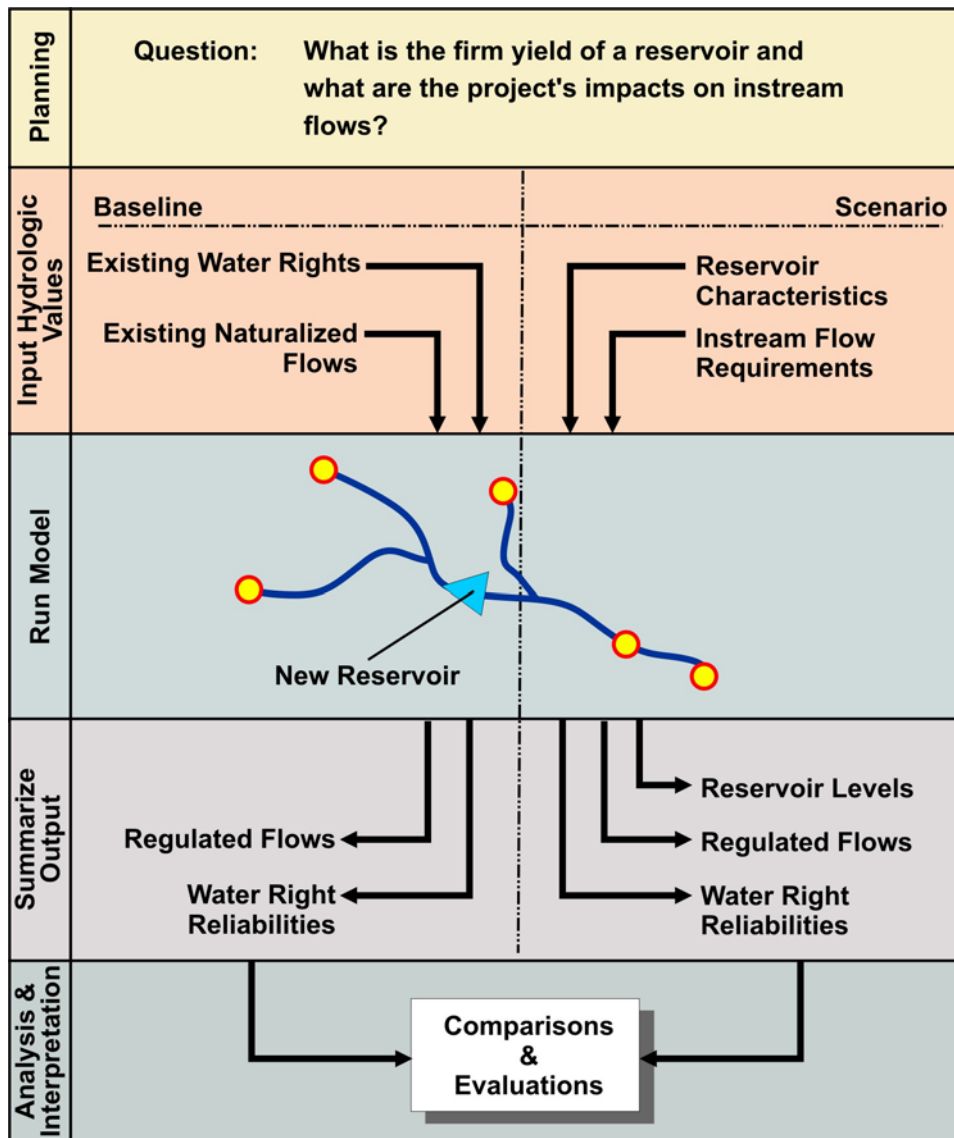 Planning
Question: What is the firm yield of a reservoir and
what are the project's impacts on instream
flows?
Input Hydrologic
Values
Baseline
Scenario
Existing Water Rights
Existing Naturalized
Flows
Reservoir
Characteristics
Instream Flow
Requirements
Run Model
New Reservoir
Summarize
Output
Regulated Flows
Water Right
Reliabilities
Reservoir Levels
Regulated Flows
Water Right
Reliabilities
Analysis &
Interpretation
Comparisons
&
Evaluations